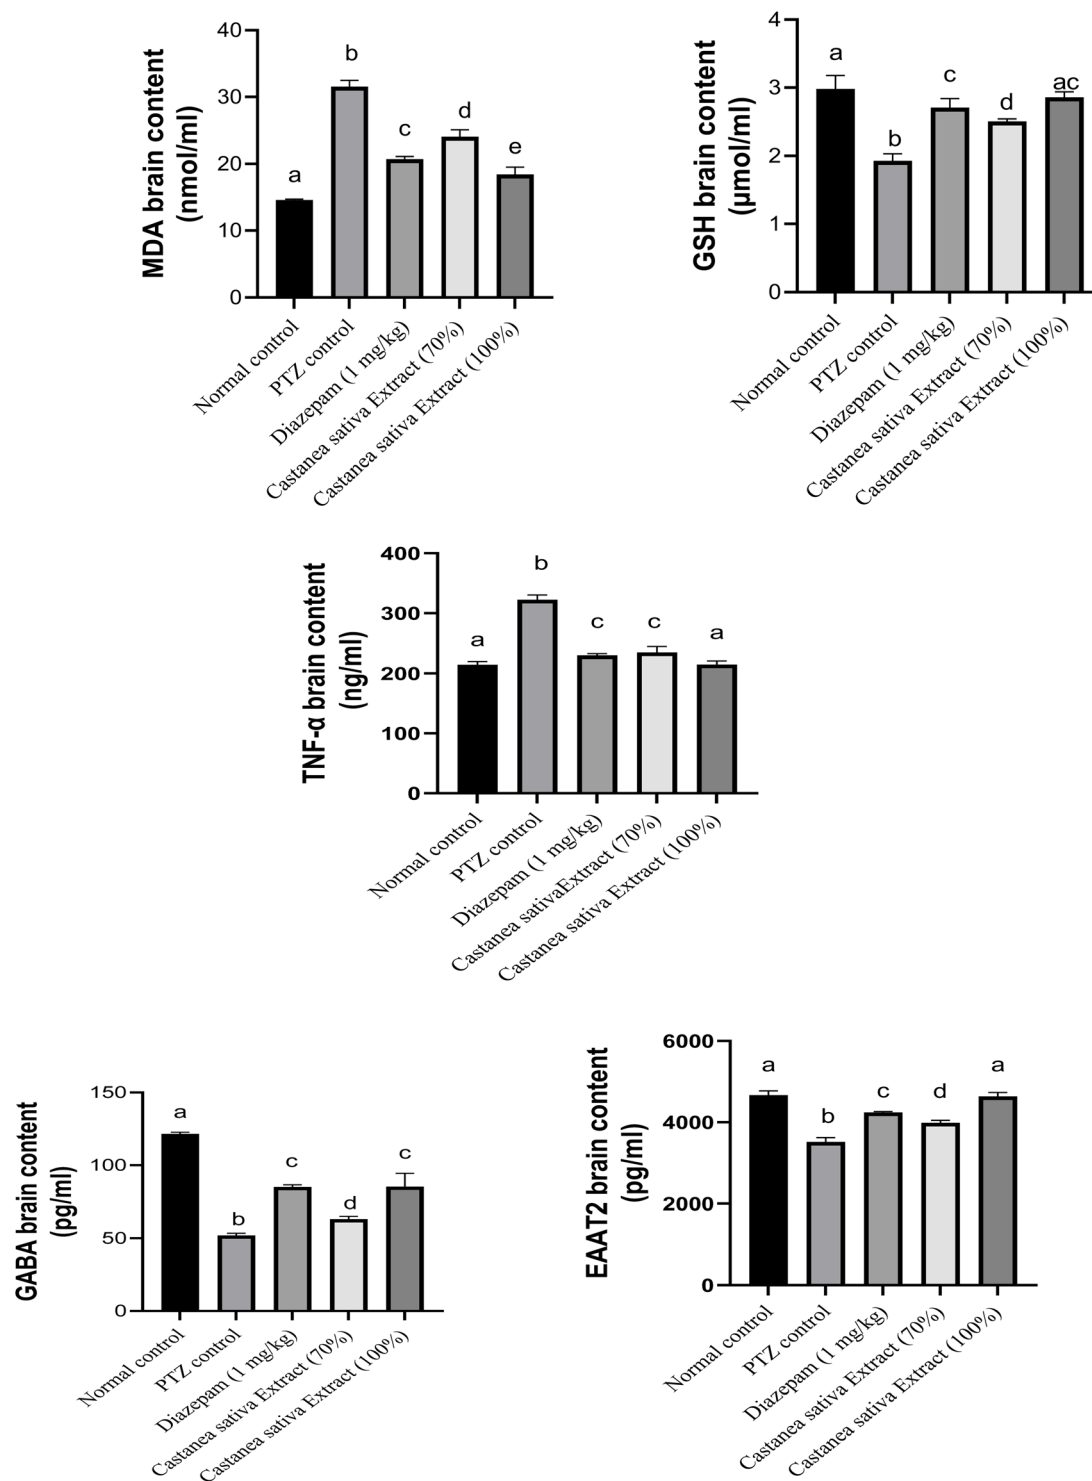 MDA brain content
(nmol/ml)
40
30
20
10
0
a
b
c
d
e
Normal control
PTZ control
Diazepam (1 mg/kg)
Castanea sativa Extract (70%)
Castanea sativa Extract (100%)
GSH brain content
(µmol/ml)
4
3
2
1
0
a
b
c
d
ac
Normal control
PTZ control
Diazepam (1 mg/kg)
Castanea sativa Extract (70%)
Castanea sativa Extract (100%)
TNF-α brain content
(ng/ml)
400
300
200
100
0
a
b
c
c
a
Normal control
PTZ control
Diazepam (1 mg/kg)
Castanea sativaExtract (70%)
Castanea sativa Extract (100%)
GABA brain content
(pg/ml)
150
100
50
0
a
b
c
d
c
Normal control
PTZ control
Diazepam (1 mg/kg)
Castanea sativa Extract (70%)
Castanea sativa Extract (100%)
EAAT2 brain content
(pg/ml)
6000
4000
2000
0
a
b
c
d
a
Normal control
PTZ control
Diazepam (1 mg/kg)
Castanea sativa Extract (70%)
Castanea sativa Extract (100%)